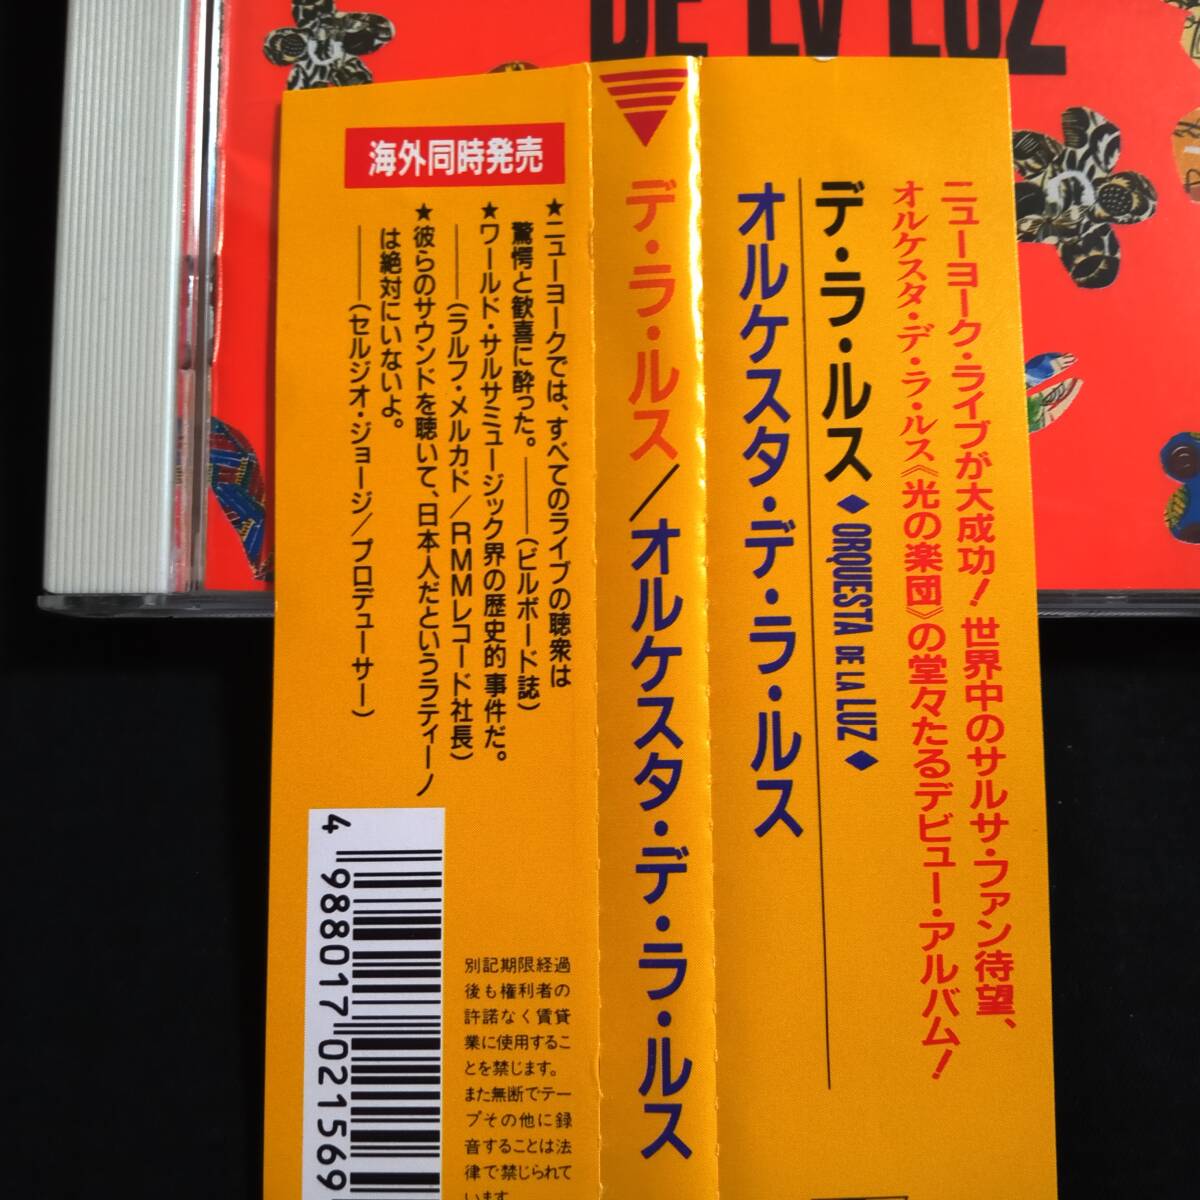 DE LV LUZ
ニューヨーク・ライブが大成功！世界中のサルサ・ファン待望、
オルケスタ・デ・ラ・ルス《光の楽団》の堂々たるデビュー・アルバム！
デ・ラ・ルス◆ORQUESTA DE LA LUZ◆
オルケスタ・デ・ラ・ルス
デ・ラ・ルス／オルケスタ・デ・ラ・ルス
海外同時発売
★ニューヨークでは、すべてのライブの聴衆は
驚愕と歓喜に酔った。——（ビルボード誌）
★ワールド・サルサミュージック界の歴史的事件だ。
——（ラルフ・メルカド／RMMレコード社長）
★彼らのサウンドを聴いて、日本人だというラティーノ
は絶対にいないよ。
——（セルジオ・ジョージ／プロデューサー）
4 988017 021569
別記期限経過
後も権利者の
許諾なく賃貸
業に使用するこ
とを禁じます。
また無断でテー
プその他に録
音することは法
律で禁じられて
います。